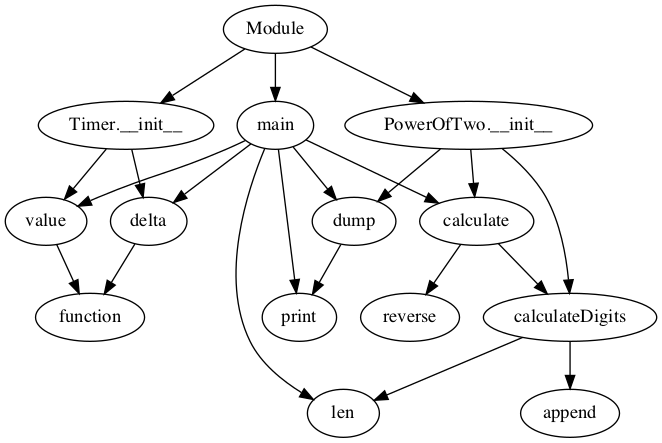 Module
Timer.__init__
main
PowerOfTwo.__init__
value
delta
dump
calculate
function
print
reverse
calculateDigits
len
append